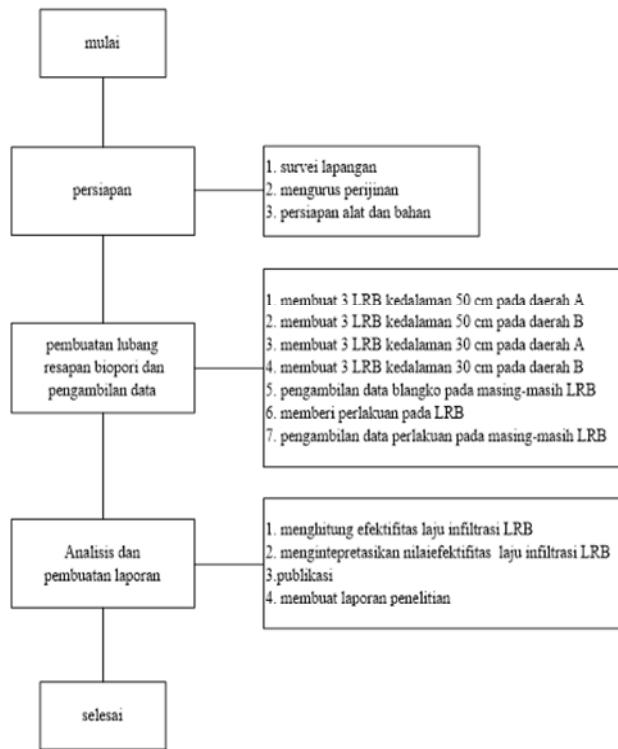 mulai
persiapan
1. survei lapangan
2. mengurus perijinan
3. persiapan alat dan bahan
pembuatan lubang
resapan biopori dan
pengambilan data
1. membuat 3 LRB kedalaman 50 cm pada daerah A
2. membuat 3 LRB kedalaman 50 cm pada daerah B
3. membuat 3 LRB kedalaman 30 cm pada daerah A
4. membuat 3 LRB kedalaman 30 cm pada daerah B
5. pengambilan data blangko pada masing-masih LRB
6. memberi perlakuan pada LRB
7. pengambilan data perlakuan pada masing-masih LRB
Analisis dan
pembuatan laporan
1. menghitung efektifitas laju infiltrasi LRB
2. mengintepretasikan nilaiefektifitas laju infiltrasi LRB
3.publikasi
4. membuat laporan penelitian
selesai